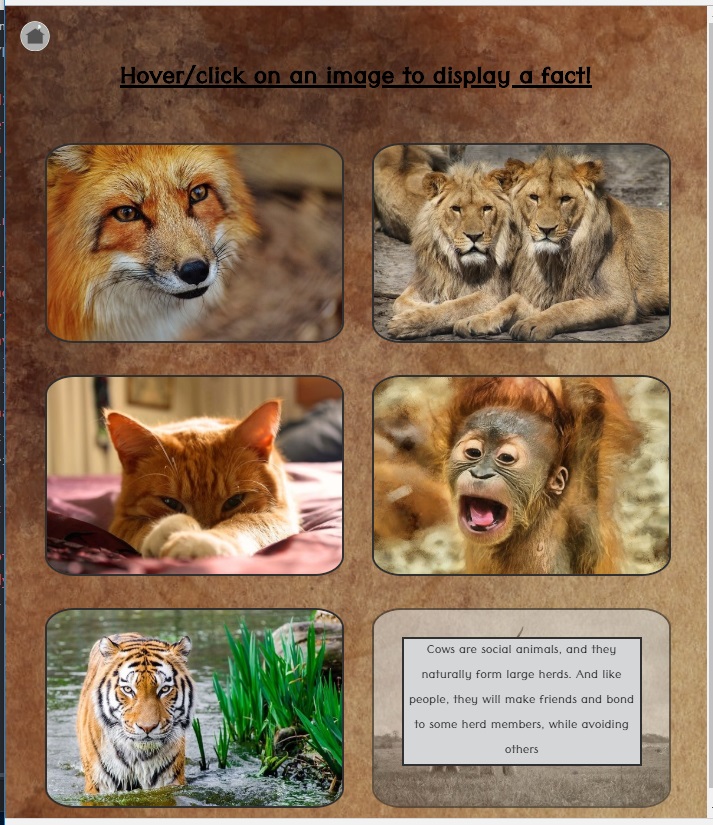 Hover/click on an image to display a fact!
Cows are social animals, and they
naturally form large herds. And like
people, they will make friends and bond
to some herd members, while avoiding
others